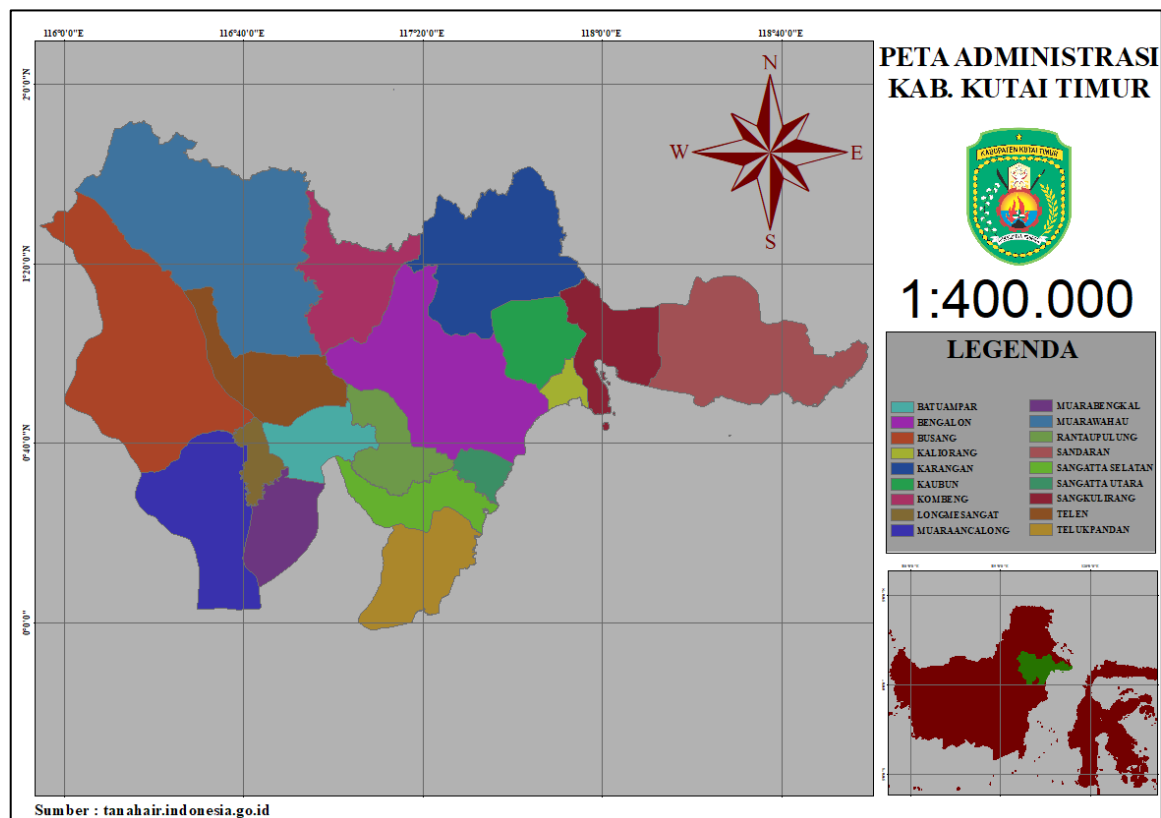 116°0'0"E 116°40'0"E 117°20'0"E 118°0'0"E 118°40'0"E
2°0'0"N
1°20'0"N
0°40'0"N
0°0'0"
N
W E
S
PETA ADMINISTRASI
KAB. KUTAI TIMUR
KABUPATEN KUTAI TIMUR
1:400.000
LEGENDA
BATUAMPAR
BENGALON
BUSANG
KALIORANG
KARANGAN
KAUBUN
KOMBENG
LONGMESANGAT
MUARAANCALONG
MUARABENGKAL
MUARAWAHAU
RANTAUPULUNG
SANDARAN
SANGATTA SELATAN
SANGATTA UTARA
SANGKULIRANG
TELEN
TELUKPANDAN
Sumber : tanahair.indonesia.go.id